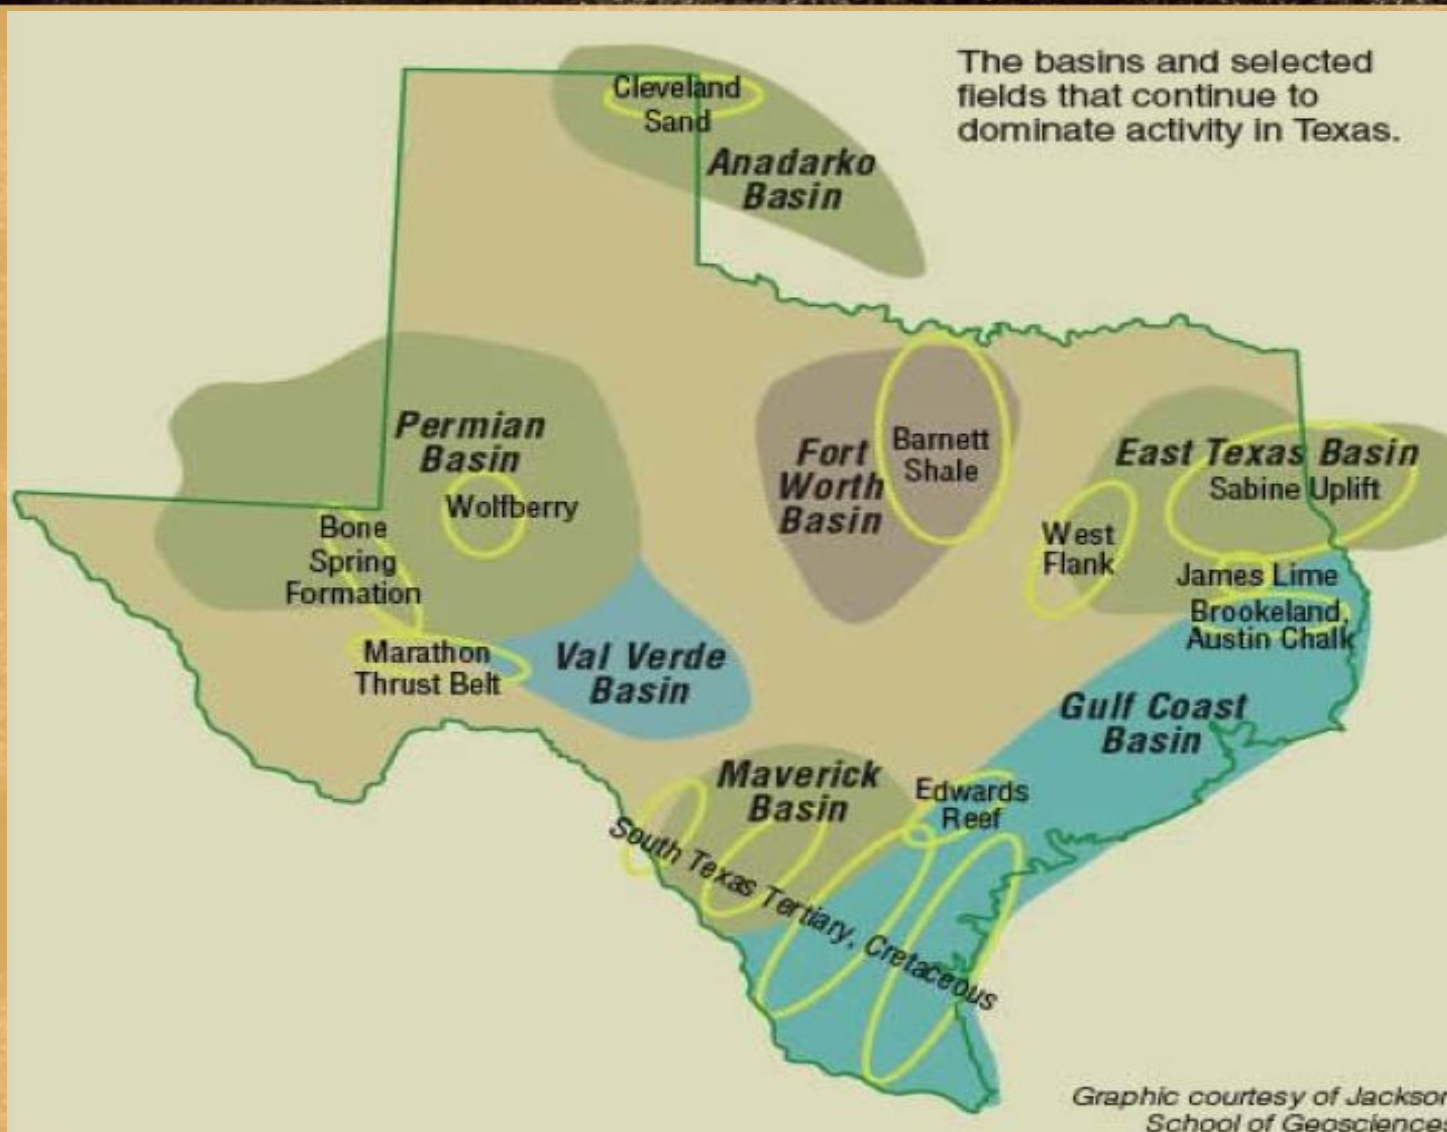 The basins and selected
fields that continue to
dominate activity in Texas.
Cleveland
Sand
Anadarko
Basin
Permian
Basin
Wolfberry
Bone
Spring
Formation
Marathon
Thrust Belt
Val Verde
Basin
Fort
Worth
Basin
Barnett
Shale
East Texas Basin
Sabine Uplift
West
Flank
James Lime
Brookeland,
Austin Chalk
Gulf Coast
Basin
Maverick
Basin
Edwards
Reef
South Texas Tertiary, Cretaceous
Graphic courtesy of Jackson
School of Geosciences